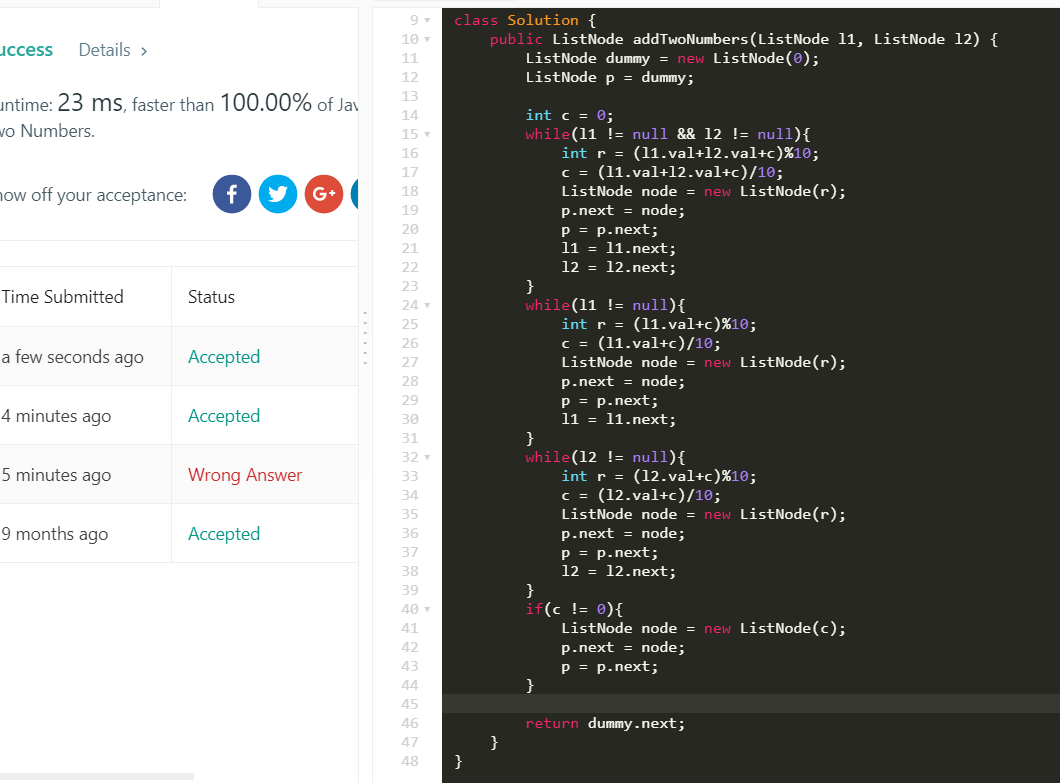 uccess Details >
untime: 23 ms, faster than 100.00% of Jav
wo Numbers.
now off your acceptance:
f G+
Time Submitted Status
a few seconds ago Accepted
4 minutes ago Accepted
5 minutes ago Wrong Answer
9 months ago Accepted
9 class Solution {
10 public ListNode addTwoNumbers(ListNode l1, ListNode l2) {
11 ListNode dummy = new ListNode(0);
12 ListNode p = dummy;
13
14 int c = 0;
15 while(l1 != null && l2 != null){
16 int r = (l1.val+l2.val+c)%10;
17 c = (l1.val+l2.val+c)/10;
18 ListNode node = new ListNode(r);
19 p.next = node;
20 p = p.next;
21 l1 = l1.next;
22 l2 = l2.next;
23 }
24 while(l1 != null){
25 int r = (l1.val+c)%10;
26 c = (l1.val+c)/10;
27 ListNode node = new ListNode(r);
28 p.next = node;
29 p = p.next;
30 l1 = l1.next;
31 }
32 while(l2 != null){
33 int r = (l2.val+c)%10;
34 c = (l2.val+c)/10;
35 ListNode node = new ListNode(r);
36 p.next = node;
37 p = p.next;
38 l2 = l2.next;
39 }
40 if(c != 0){
41 ListNode node = new ListNode(c);
42 p.next = node;
43 p = p.next;
44 }
45
46 return dummy.next;
47 }
48 }